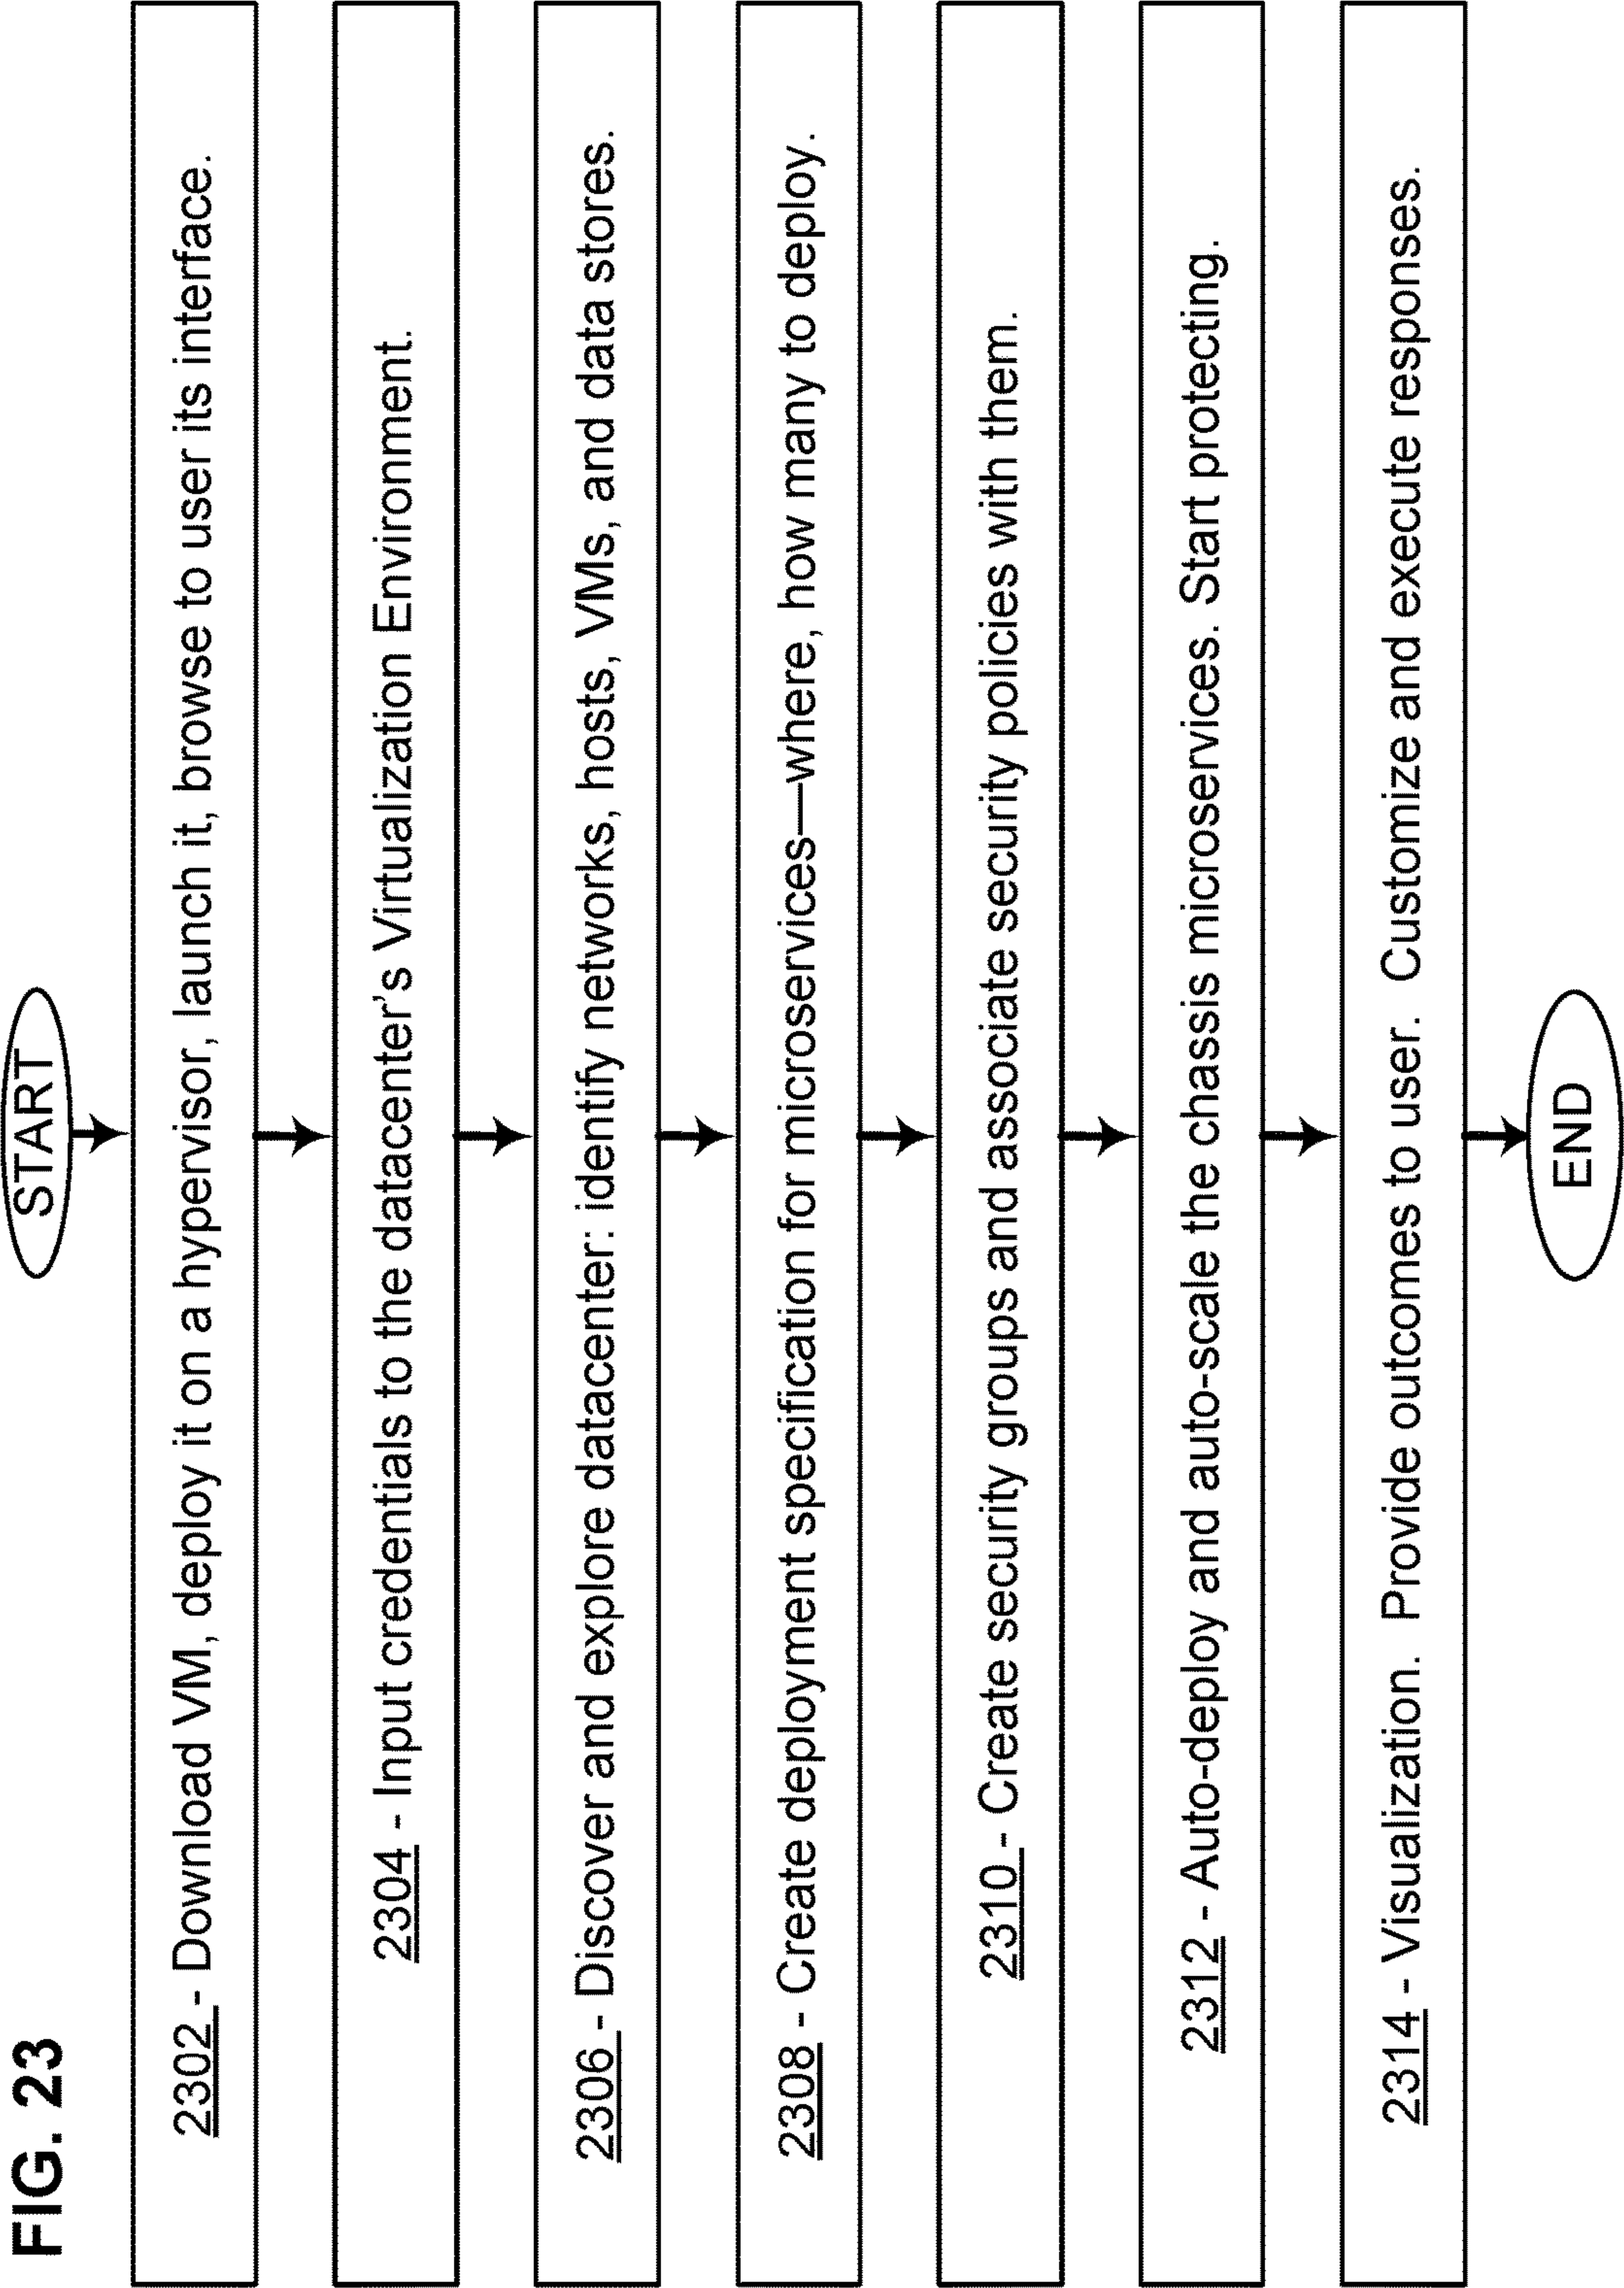 FIG. 23
START
2302 - Download VM, deploy it on a hypervisor, launch it, browse to user its interface.
2304 - Input credentials to the datacenter's Virtualization Environment.
2306 - Discover and explore datacenter: identify networks, hosts, VMs, and data stores.
2308 - Create deployment specification for microservices—where, how many to deploy.
2310 - Create security groups and associate security policies with them.
2312 - Auto-deploy and auto-scale the chassis microservices. Start protecting.
2314 - Visualization. Provide outcomes to user. Customize and execute responses.
END